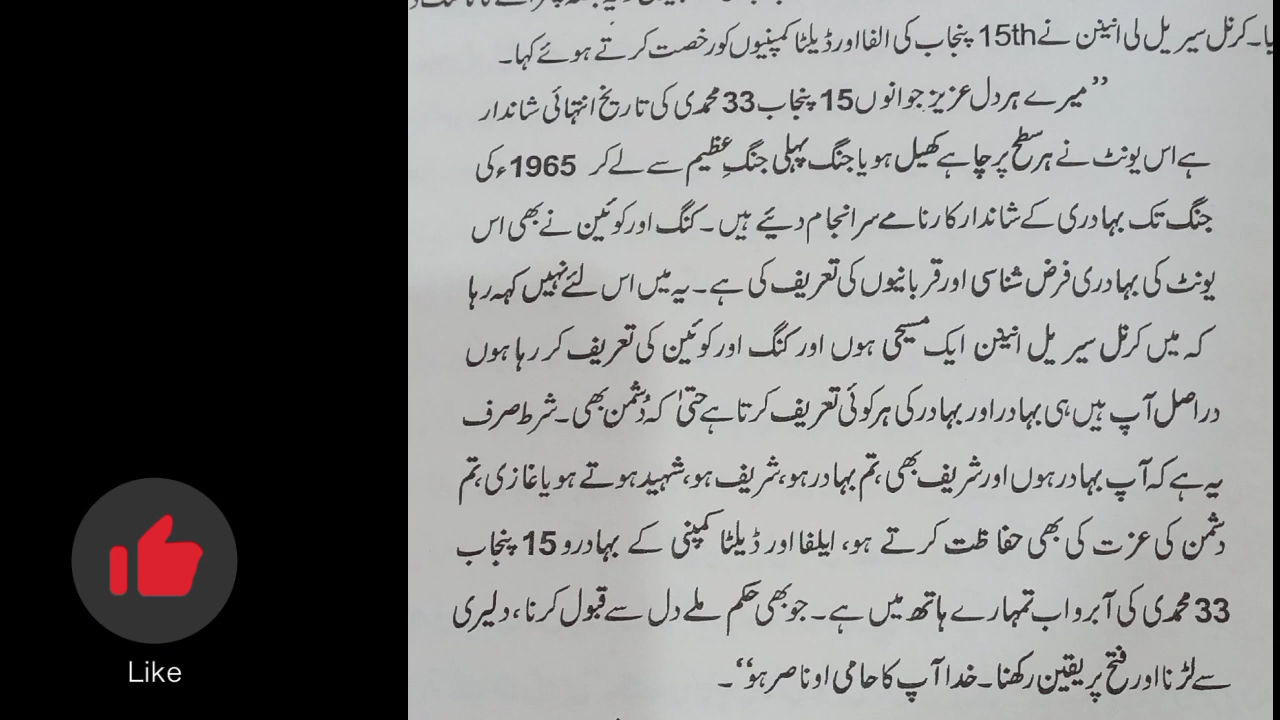 یا۔ کرنل سیریل لی انینن نے 15th پنجاب کی الفا اور ڈیلٹا کمپنیوں کو رخصت کرتے ہوئے کہا۔
”میرے ہر دل عزیز جوانوں 15 پنجاب 33 محمدی کی تاریخ انتہائی شاندار
ہے اس یونٹ نے ہر سطح پر چاہے کھیل ہو یا جنگ پہلی جنگِ عظیم سے لے کر 1965ء کی
جنگ تک بہادری کے شاندار کارنامے سرانجام دیئے ہیں۔ کنگ اور کوئین نے بھی اس
یونٹ کی بہادری فرض شناسی اور قربانیوں کی تعریف کی ہے۔ یہ میں اس لئے نہیں کہہ رہا
کہ میں کرنل سیریل انینن ایک مسیحی ہوں اور کنگ اور کوئین کی تعریف کر رہا ہوں
دراصل آپ ہیں ہی بہادر اور بہادر کی ہر کوئی تعریف کرتا ہے حتیٰ کہ دُشمن بھی۔ شرط صرف
یہ ہے کہ آپ بہادر ہوں اور شریف بھی، تم بہادر ہو، شریف ہو، شہید ہوتے ہو یا غازی، تم
دشمن کی عزت کی بھی حفاظت کرتے ہو، ایلفا اور ڈیلٹا کمپنی کے بہادرو 15 پنجاب
33 محمدی کی آبرو اب تمہارے ہاتھ میں ہے۔ جو بھی حکم ملے دل سے قبول کرنا، دلیری
سے لڑنا اور فتح پر یقین رکھنا۔ خدا آپ کا حامی او ناصر ہو“۔
Like